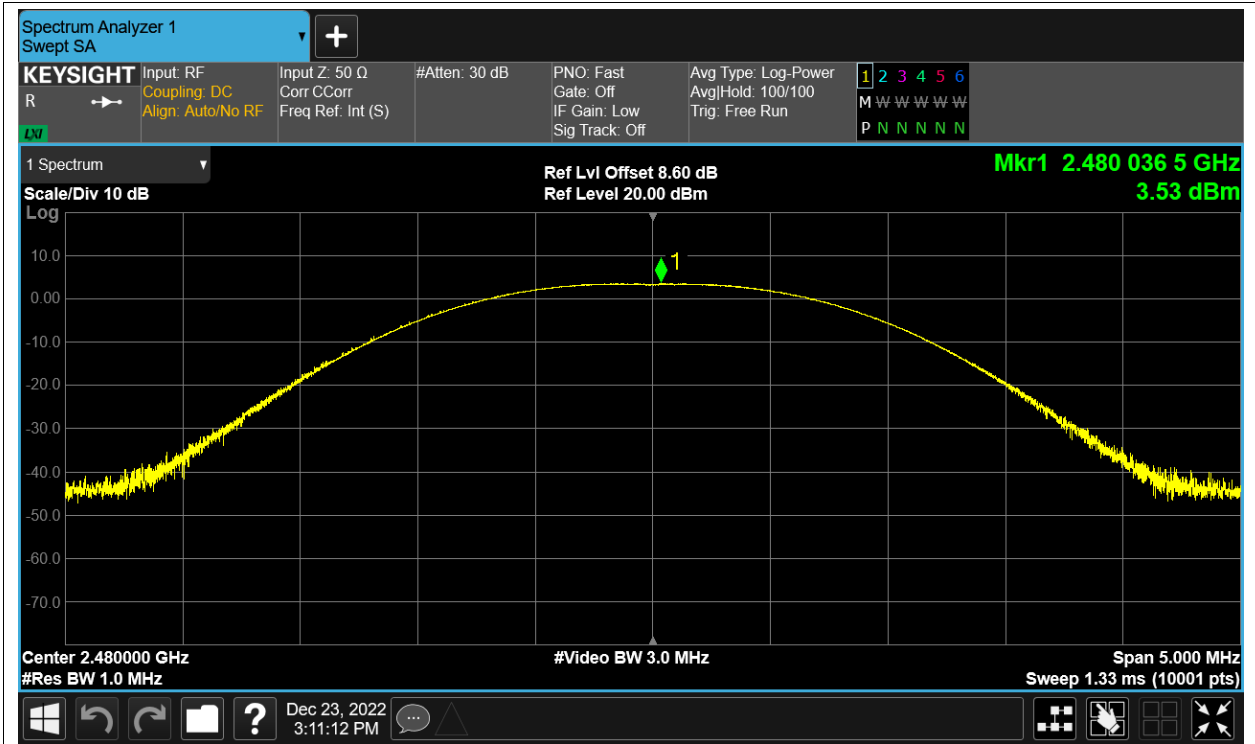 Spectrum Analyzer 1
Swept SA
KEYSIGHT
R
LXI
Input: RF
Coupling: DC
Align: Auto/No RF
Input Z: 50 Ω
Corr CCorr
Freq Ref: Int (S)
#Atten: 30 dB
PNO: Fast
Gate: Off
IF Gain: Low
Sig Track: Off
Avg Type: Log-Power
Avg|Hold: 100/100
Trig: Free Run
1 2 3 4 5 6
M W W W W W
P N N N N N
1 Spectrum
Scale/Div 10 dB
Log
Ref Lvl Offset 8.60 dB
Ref Level 20.00 dBm
Mkr1 2.480 036 5 GHz
3.53 dBm
1
10.0
0.00
-10.0
-20.0
-30.0
-40.0
-50.0
-60.0
-70.0
Center 2.480000 GHz
#Res BW 1.0 MHz
#Video BW 3.0 MHz
Span 5.000 MHz
Sweep 1.33 ms (10001 pts)
?
Dec 23, 2022
3:11:12 PM